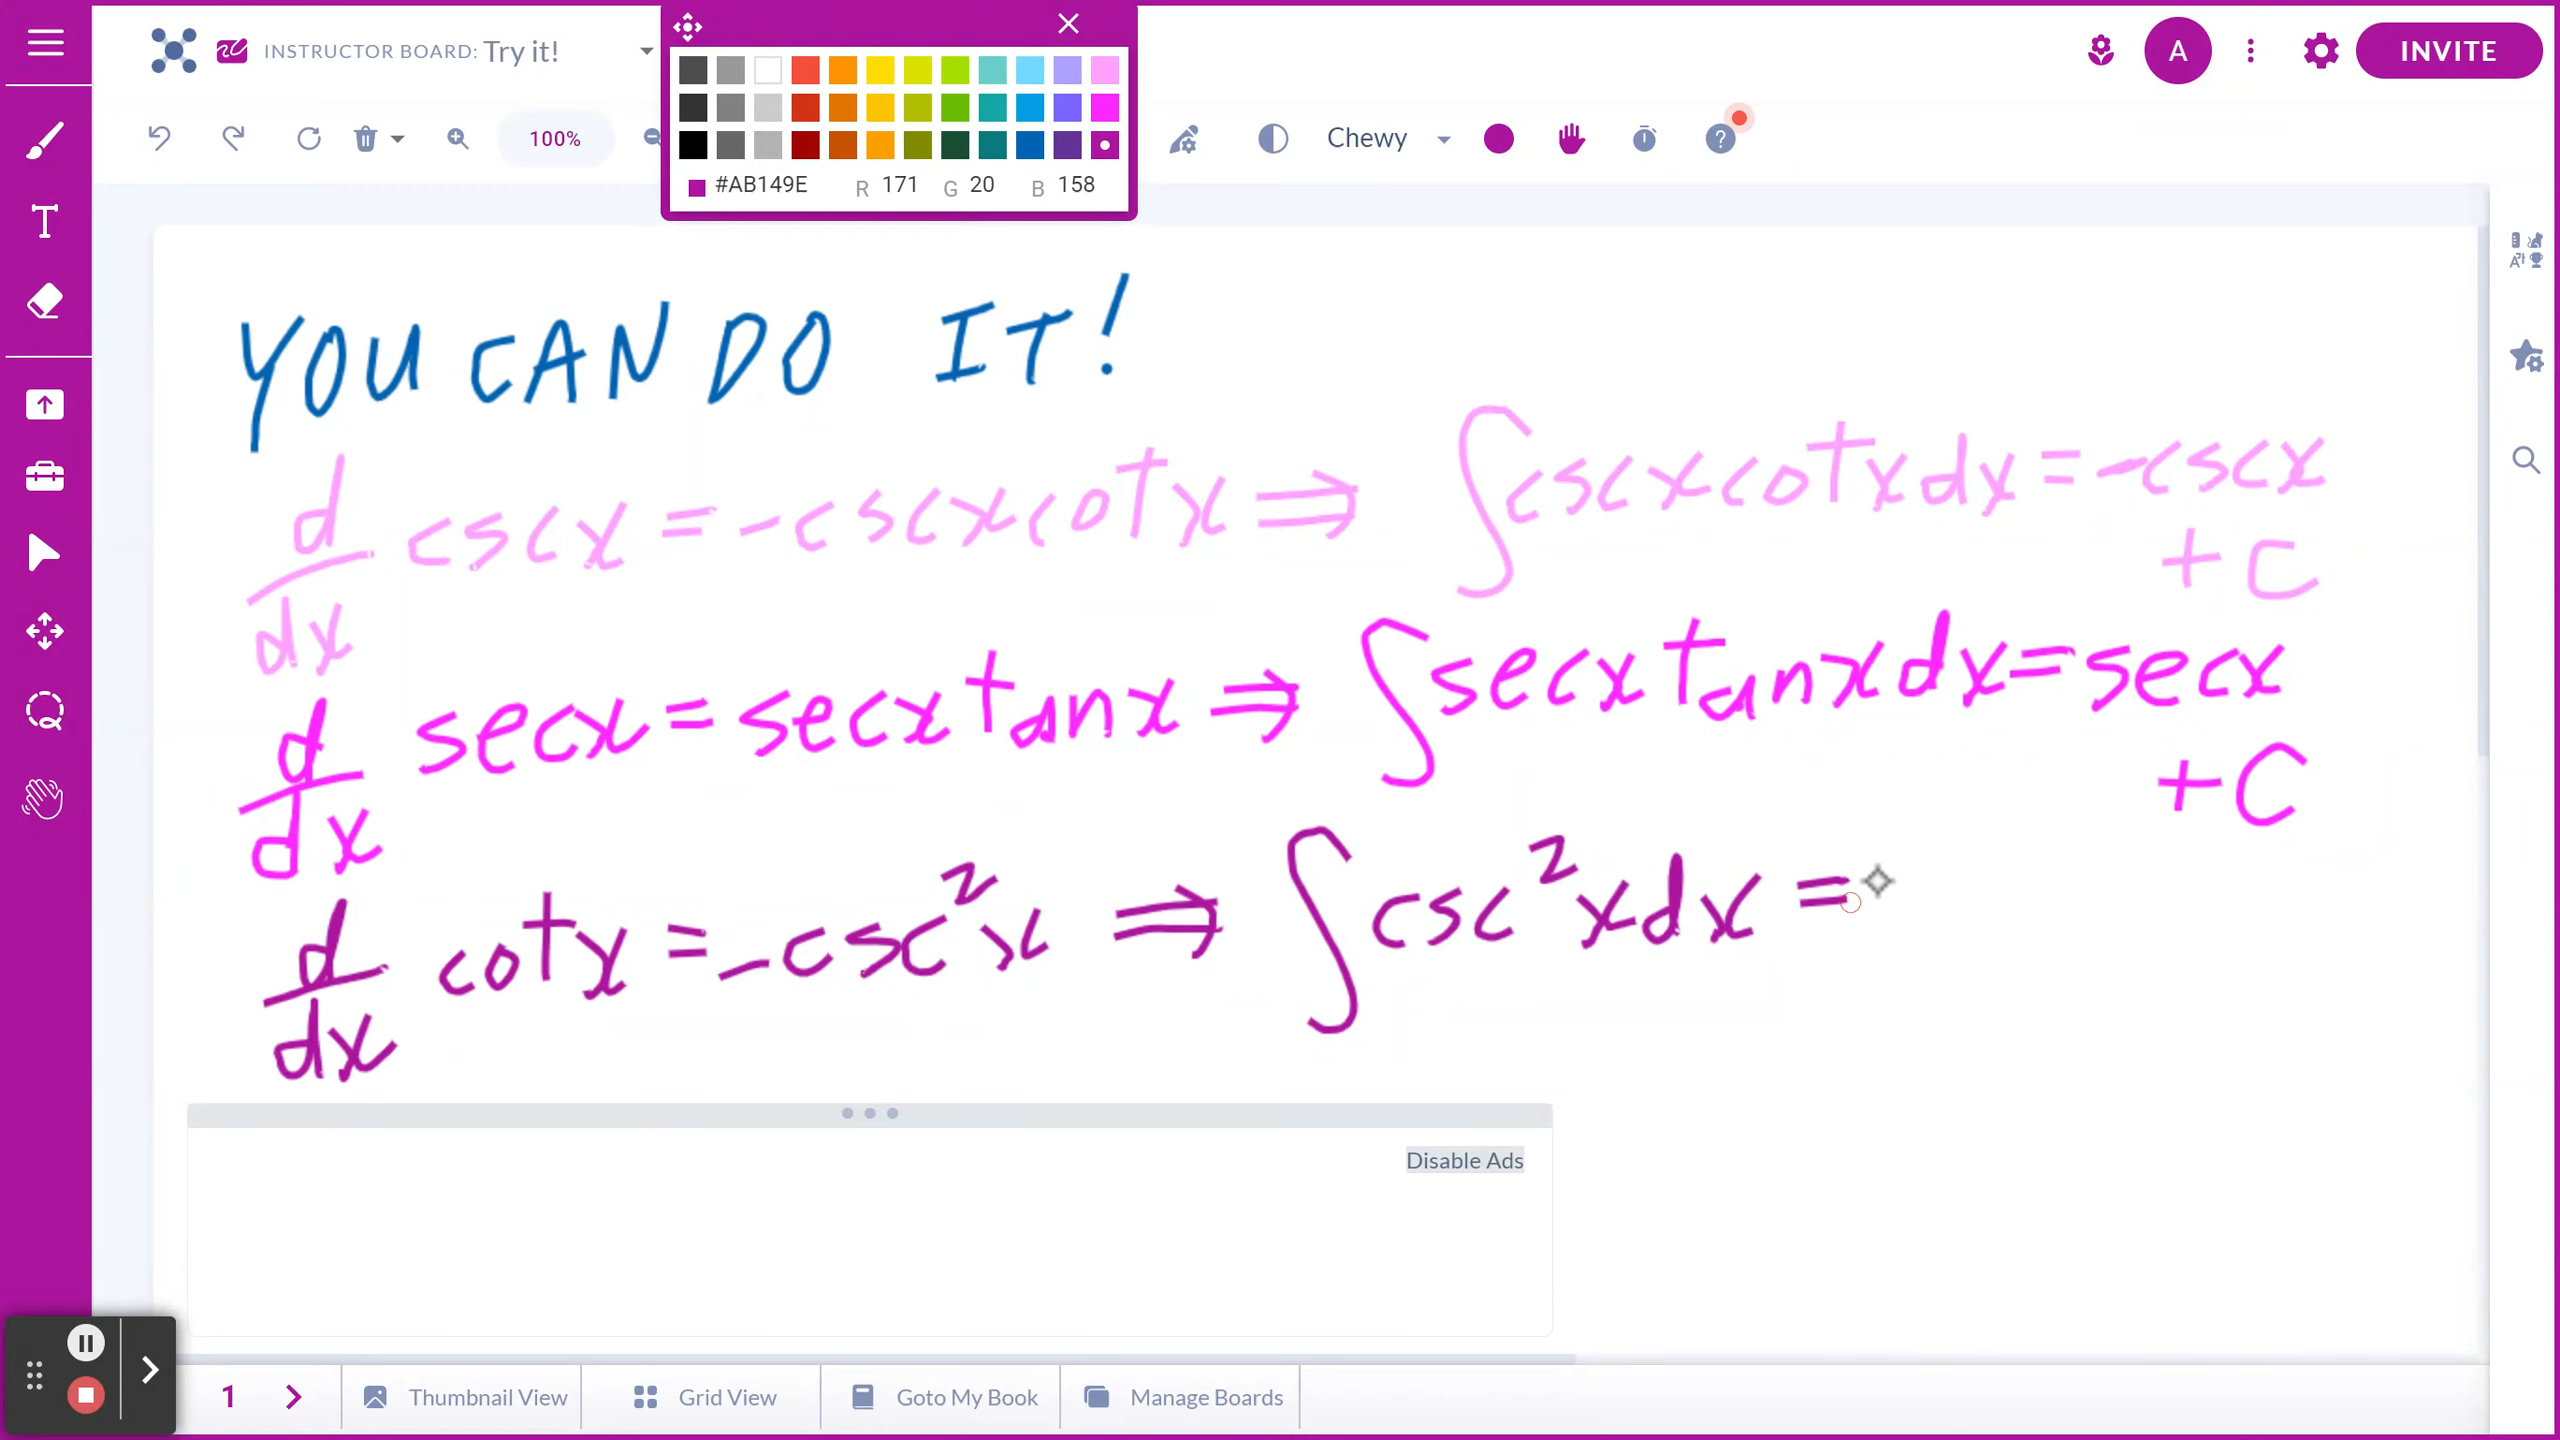 INSTRUCTOR BOARD: Try it!
A
INVITE
100%
Chewy
?
#AB149E R 171 G 20 B 158
T
YOU CAN DO IT!
d/dx cscx = -cscxcotx ⇒ ∫cscxcotxdx = -cscx
+ C
d/dx secx = secxtanx ⇒ ∫secxtanxdx = secx
+ C
d/dx cotx = -csc²x ⇒ ∫csc²xdx =
Disable Ads
1 Thumbnail View Grid View Goto My Book Manage Boards